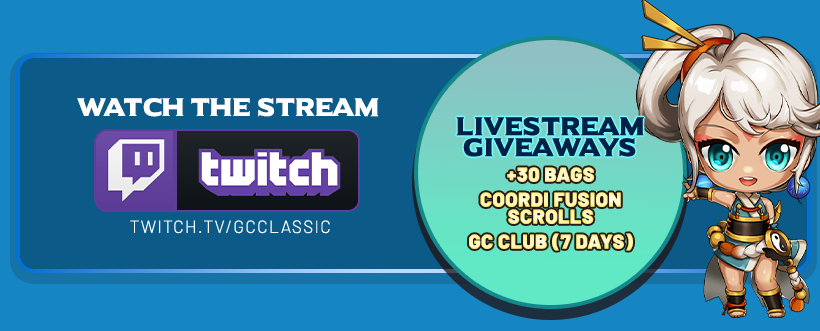 WATCH THE STREAM
twitch
TWITCH.TV/GCCLASSIC
LIVESTREAM
GIVEAWAYS
+30 BAGS
COORDI FUSION
SCROLLS
GC CLUB (7 DAYS)